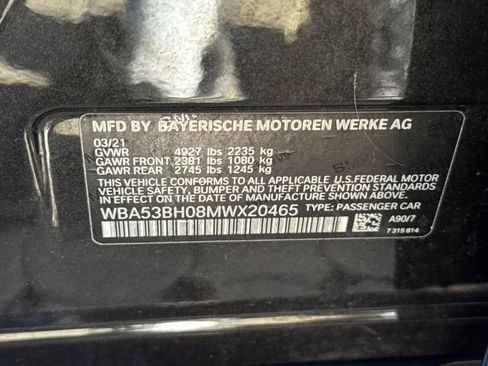 MFD BY BAYERISCHE MOTOREN WERKE AG
03/21
GVWR 4927 lbs 2235 kg
GAWR FRONT 2381 lbs 1080 kg
GAWR REAR 2745 lbs 1245 kg
THIS VEHICLE CONFORMS TO ALL APPLICABLE U.S.FEDERAL MOTOR
VEHICLE SAFETY, BUMPER AND THEFT PREVENTION STANDARDS
IN EFFECT ON THE DATE OF MANUFACTURE SHOWN ABOVE.
WBA53BH08MWX20465 TYPE: PASSENGER CAR
A90/7
7 315 814